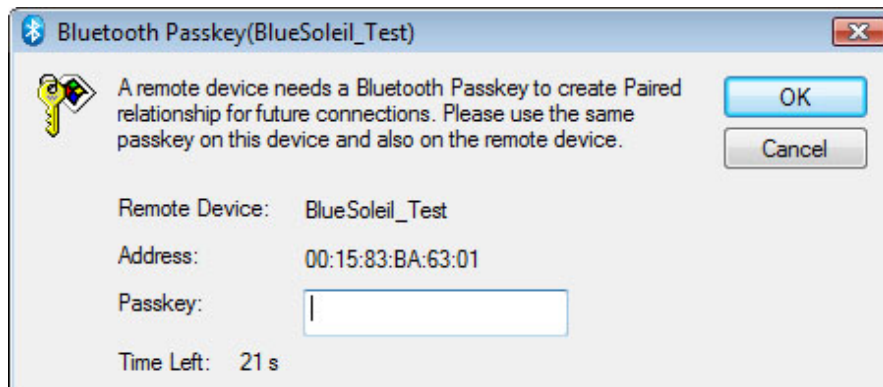 Bluetooth Passkey(BlueSoleil_Test)
A remote device needs a Bluetooth Passkey to create Paired
relationship for future connections. Please use the same
passkey on this device and also on the remote device.
OK
Cancel
Remote Device: BlueSoleil_Test
Address: 00:15:83:BA:63:01
Passkey:
Time Left: 21 s